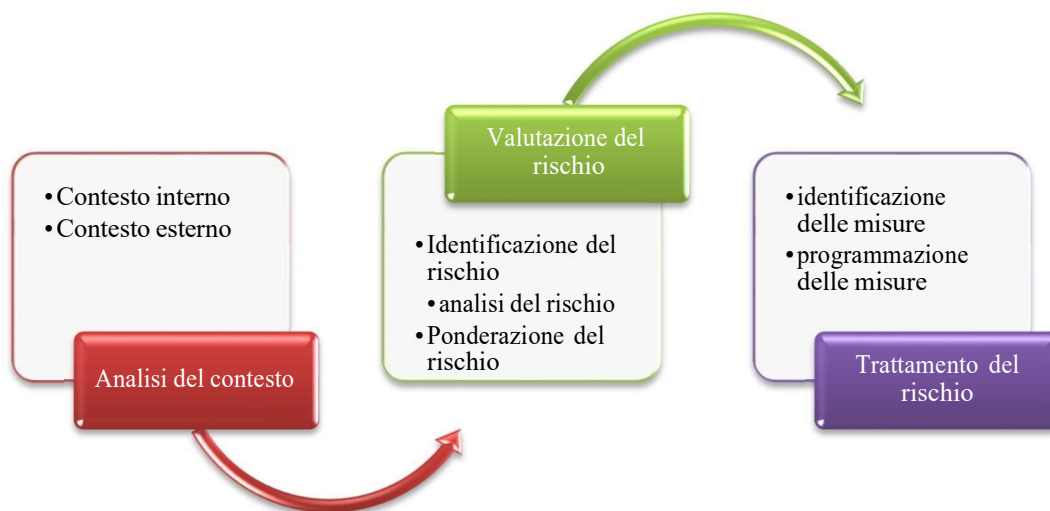 • Contesto interno
• Contesto esterno
Analisi del contesto
Valutazione del
rischio
• Identificazione del
rischio
• analisi del rischio
• Ponderazione del
rischio
• identificazione
delle misure
• programmazione
delle misure
Trattamento del
rischio